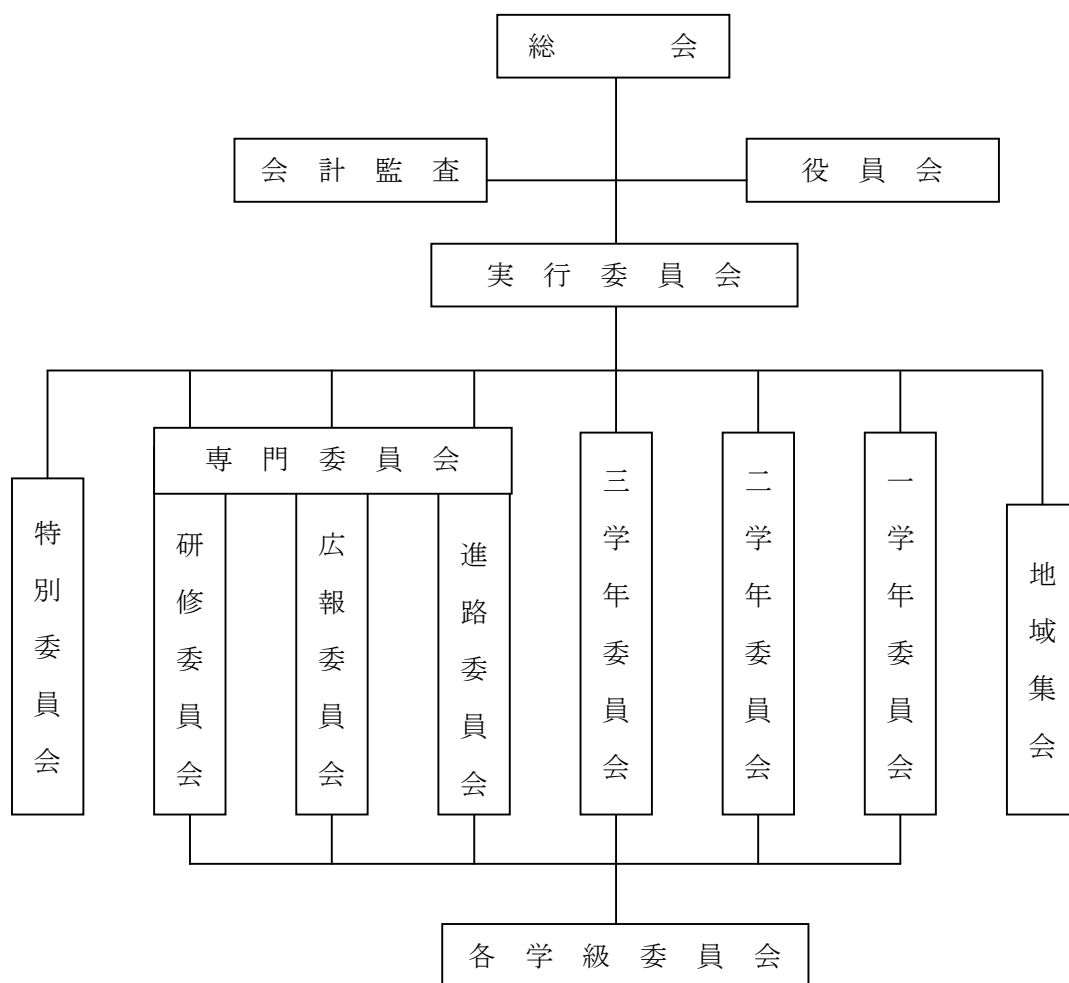 総会
会計監査
役員会
実行委員会
専門委員会
特別委員会
研修委員会
広報委員会
進路委員会
三学年委員会
二学年委員会
一学年委員会
地域集会
各学級委員会